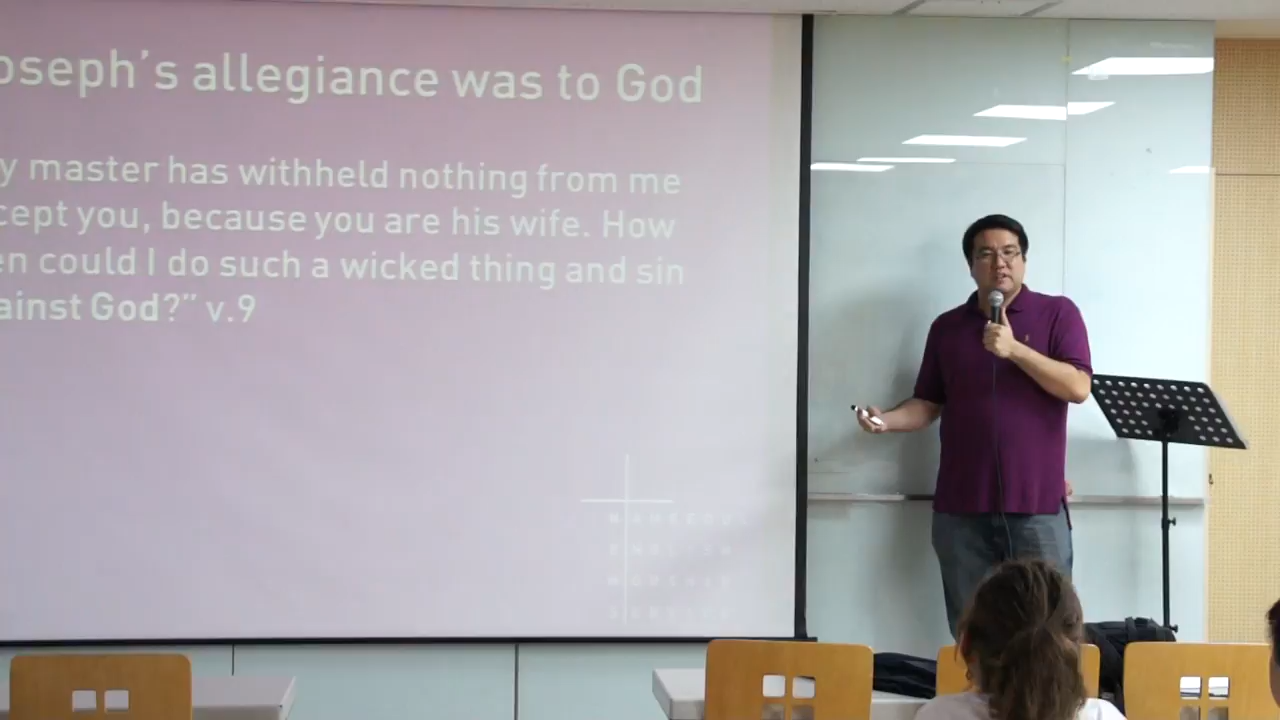 oseph's allegiance was to God
y master has withheld nothing from me
cept you, because you are his wife. How
en could I do such a wicked thing and sin
ainst God?" v.9